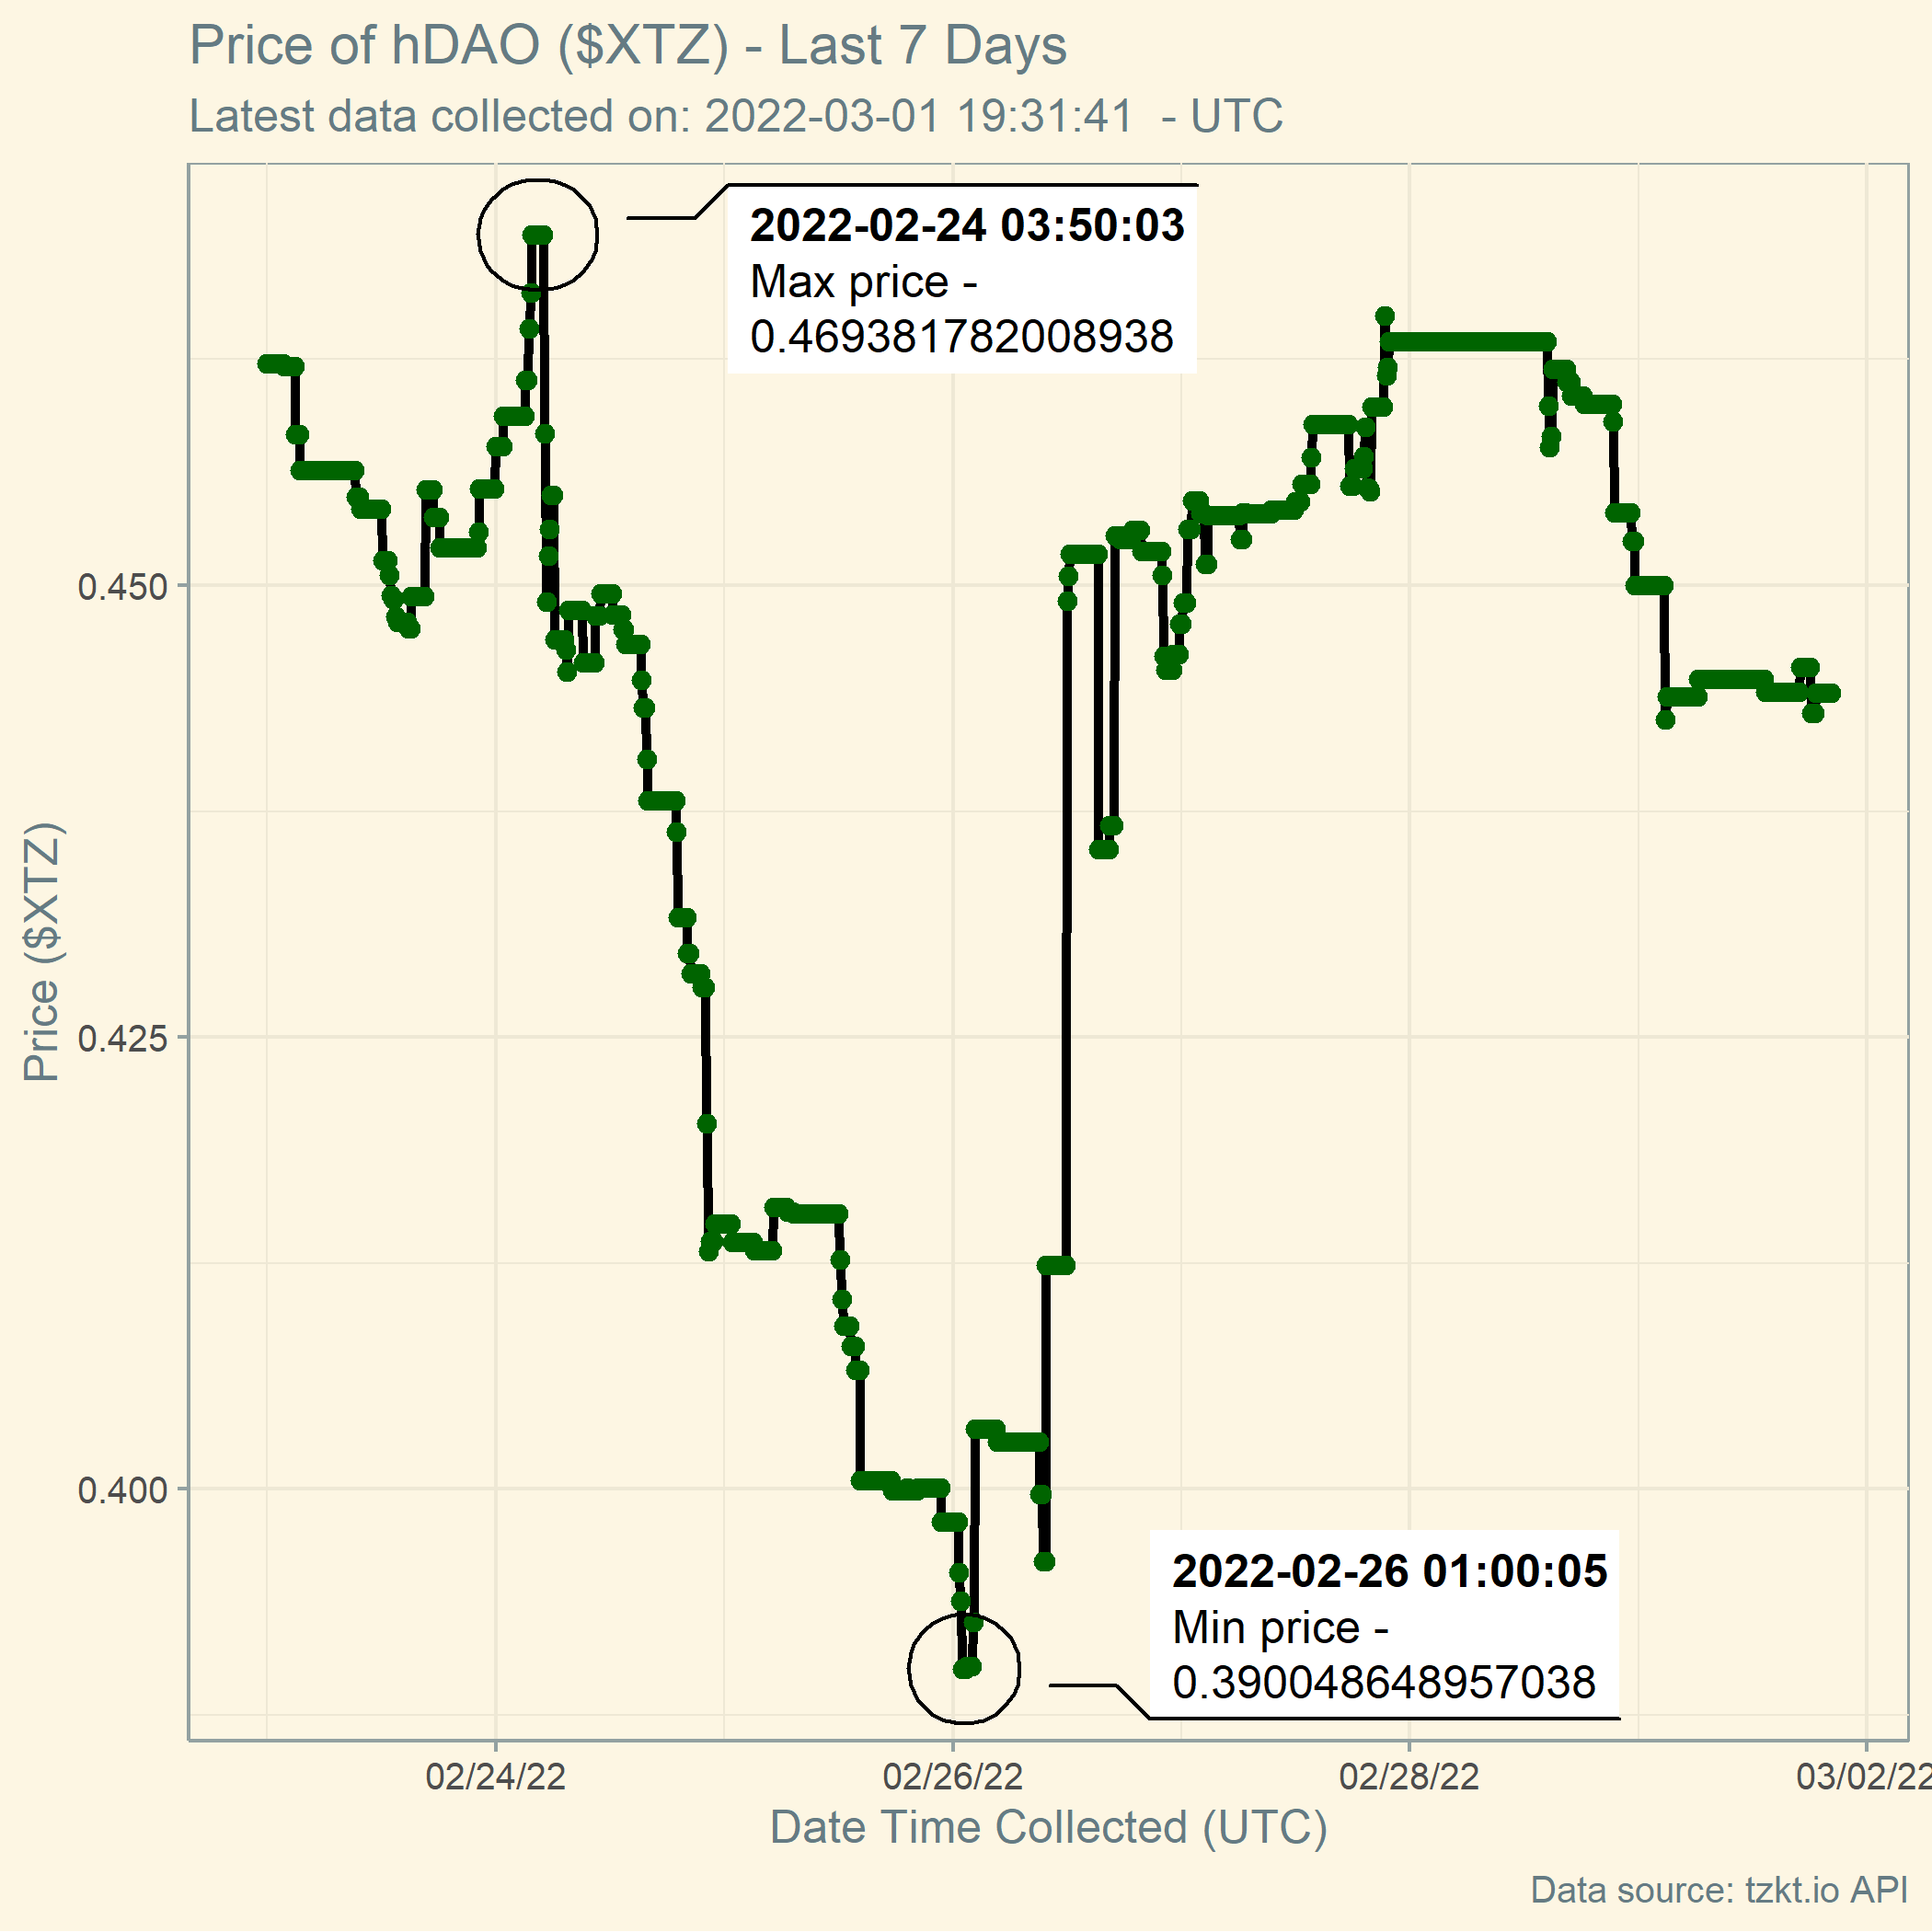 Price of hDAO ($XTZ) - Last 7 Days
Latest data collected on: 2022-03-01 19:31:41  - UTC
2022-02-24 03:50:03
Max price -
0.469381782008938
0.450
0.425
0.400
Price ($XTZ)
2022-02-26 01:00:05
Min price -
0.390048648957038
02/24/22
02/26/22
02/28/22
03/02/22
Date Time Collected (UTC)
Data source: tzkt.io API